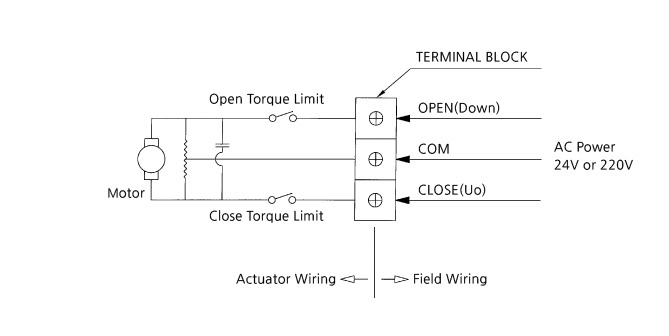 TERMINAL BLOCK
Open Torque Limit
OPEN(Down)
COM
AC Power
24V or 220V
Motor
CLOSE(Uo)
Close Torque Limit
Actuator Wiring
Field Wiring